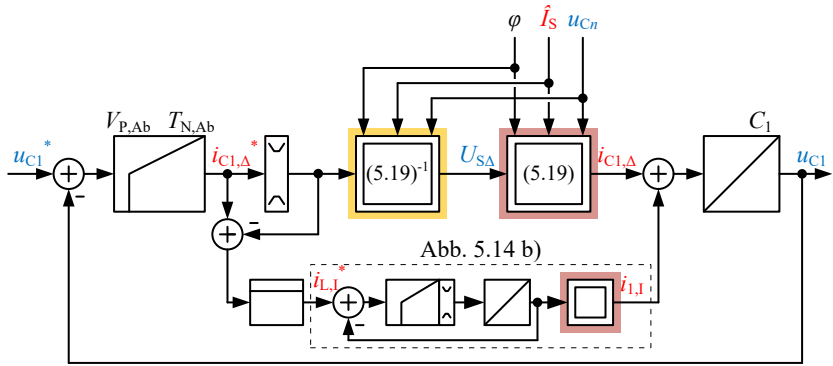 φ Î_S u_Cn
V_P,Ab T_N,Ab C_1
u_C1* i_C1,Δ* (5.19)⁻¹ U_SΔ (5.19) i_C1,Δ u_C1
Abb. 5.14 b)
i_L,I* i_1,I